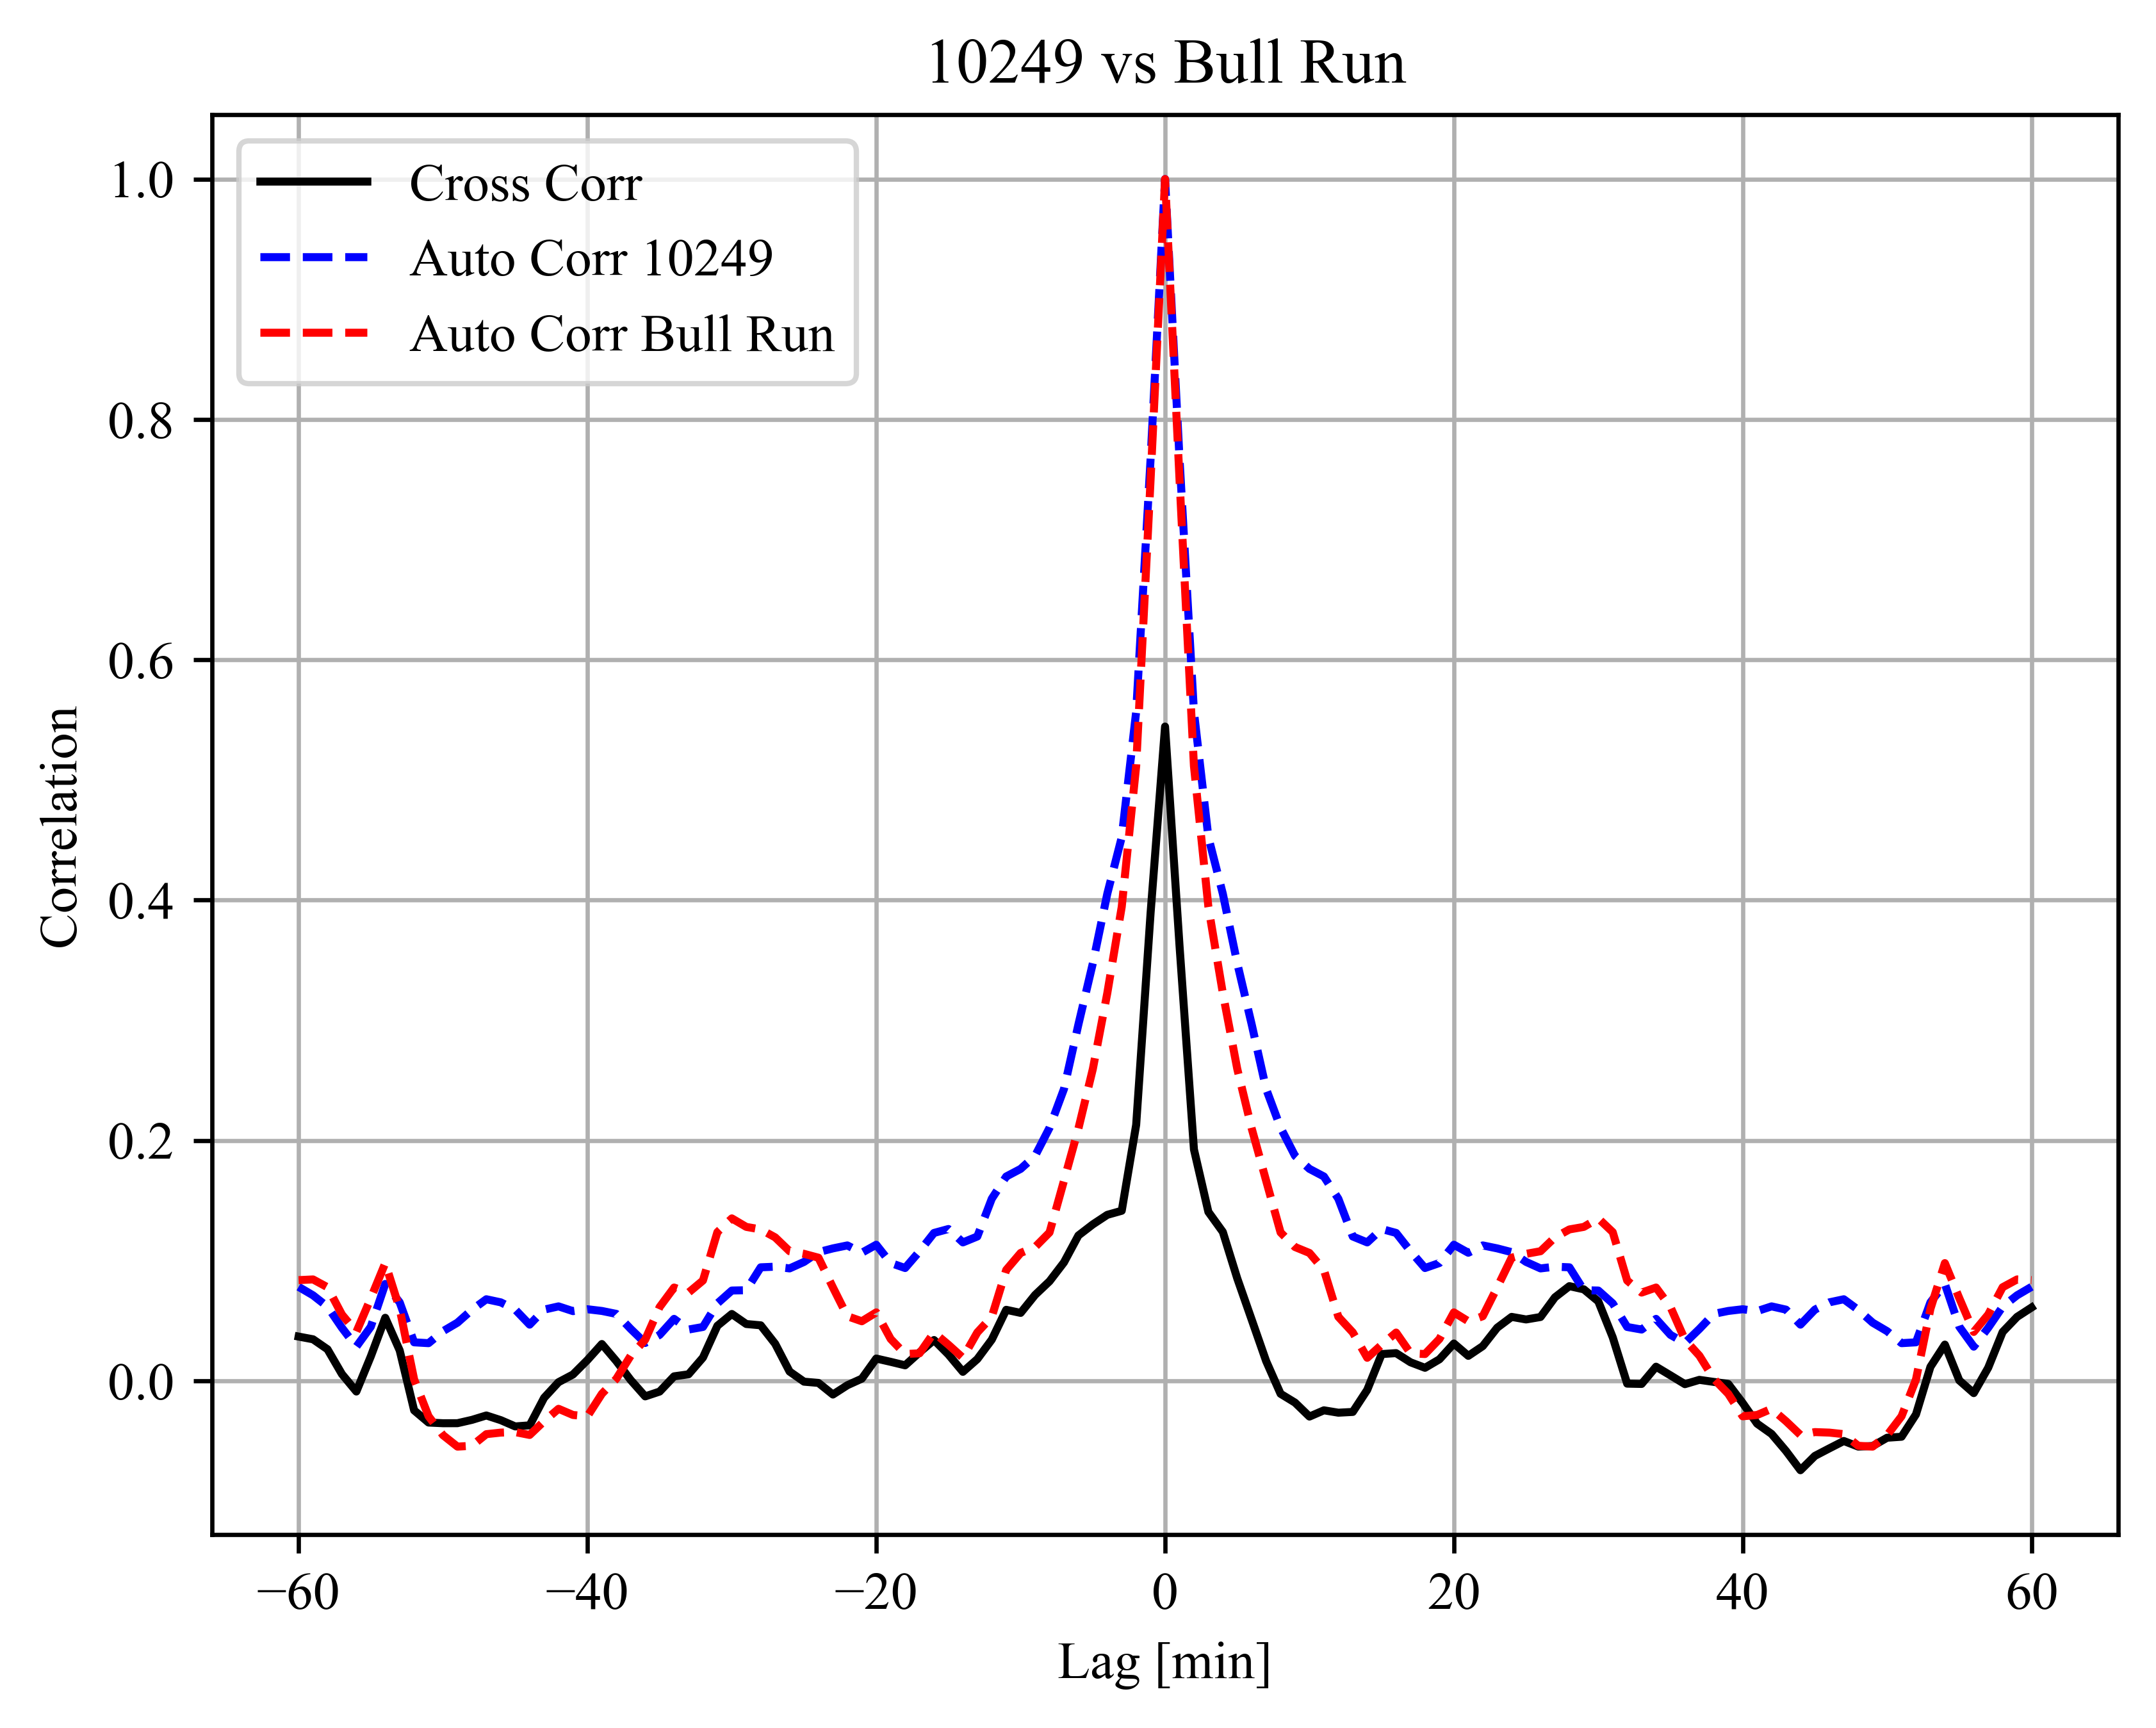 10249 vs Bull Run
Cross Corr
Auto Corr 10249
Auto Corr Bull Run
1.0
0.8
0.6
0.4
0.2
0.0
Correlation
−60 −40 −20 0 20 40 60
Lag [min]